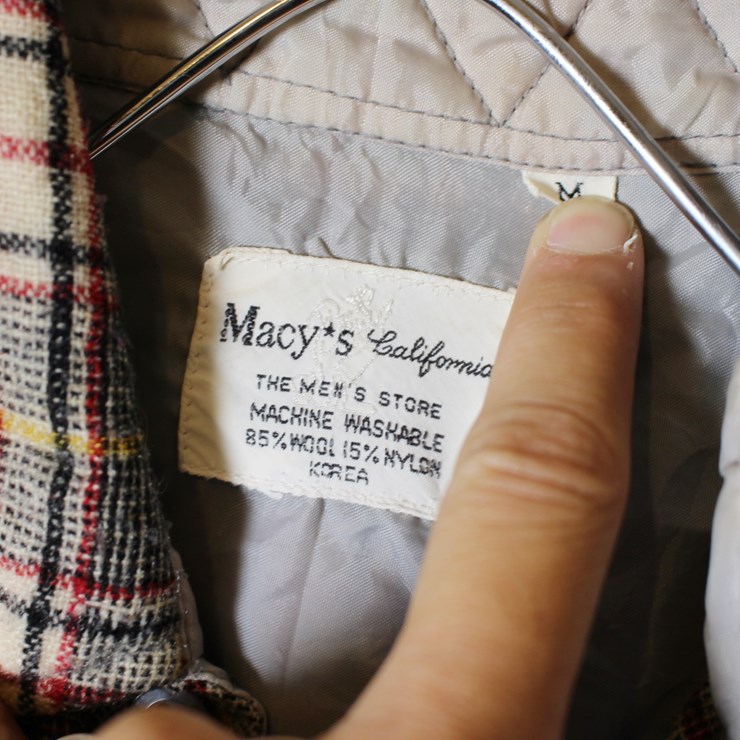 M
Macy★s California
THE MEN'S STORE
MACHINE WASHABLE
85% WOOL 15% NYLON
KOREA